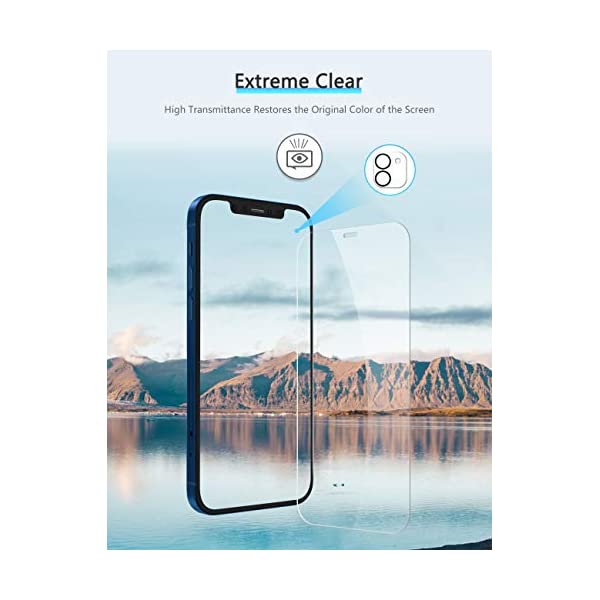 Extreme Clear
High Transmittance Restores the Original Color of the Screen